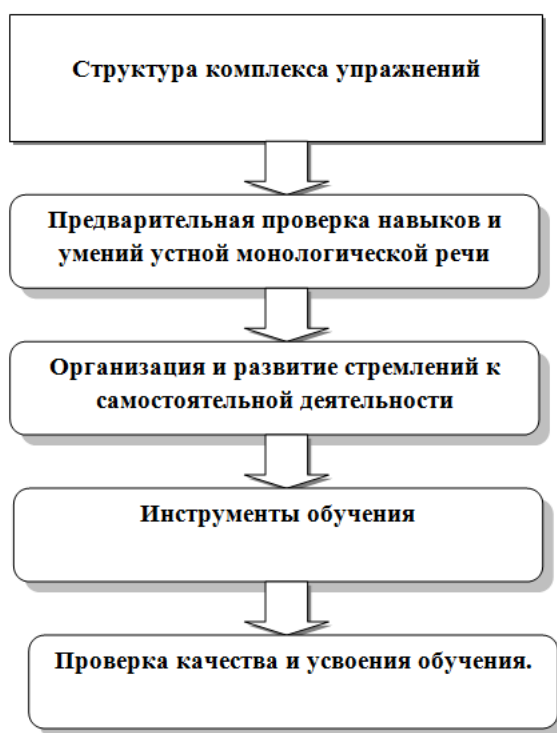 Структура комплекса упражнений
Предварительная проверка навыков и
умений устной монологической речи
Организация и развитие стремлений к
самостоятельной деятельности
Инструменты обучения
Проверка качества и усвоения обучения.